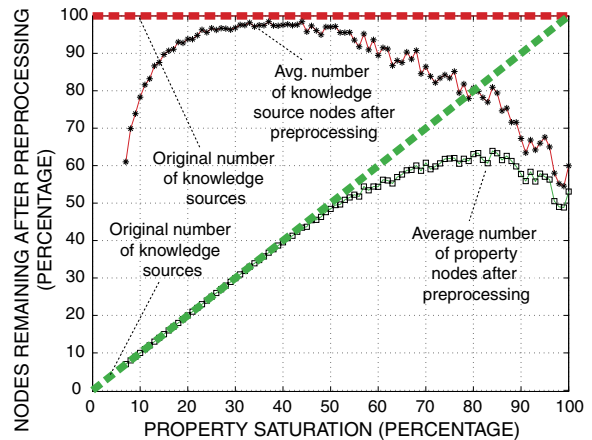 NODES REMAINING AFTER PREPROCESSING
(PERCENTAGE)
100
90
80
70
60
50
40
30
20
10
0
Avg. number
of knowledge
source nodes after
preprocessing
Original number
of knowledge
sources
Original number
of knowledge
sources
Average number
of property
nodes after
preprocessing
0 10 20 30 40 50 60 70 80 90 100
PROPERTY SATURATION (PERCENTAGE)